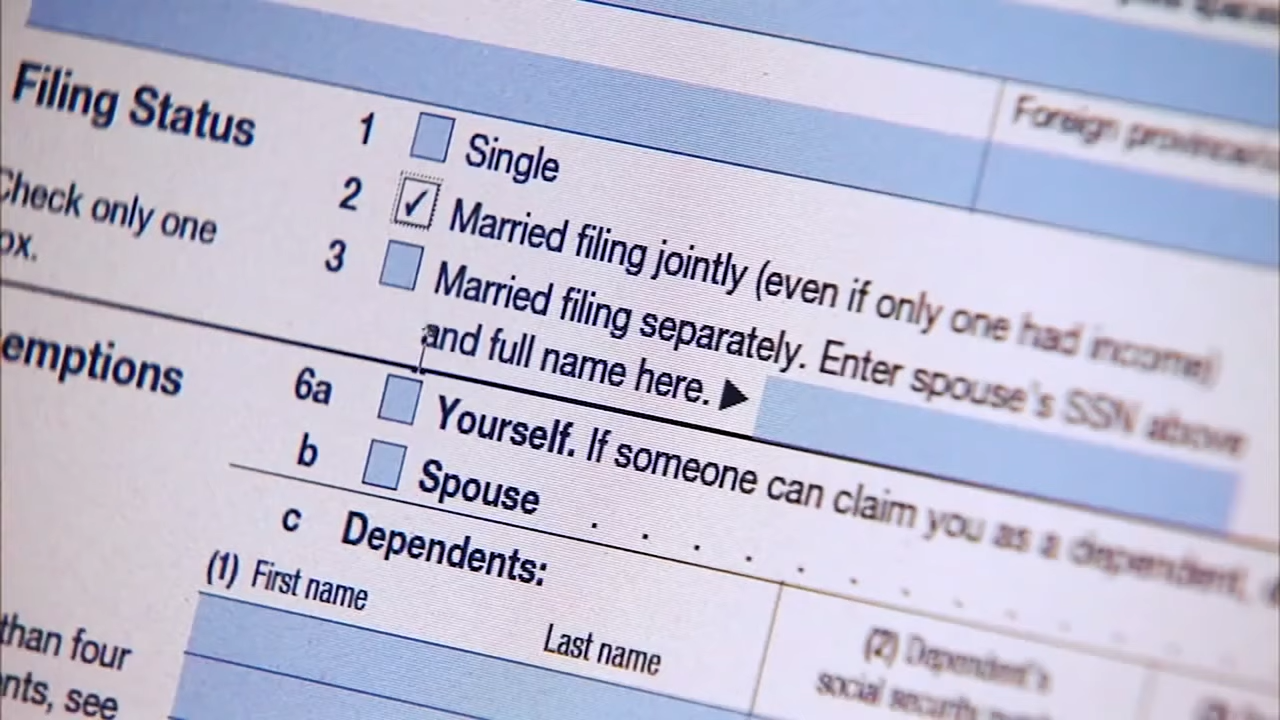 Foreign province/
Filing Status
1 Single
Check only one
ox.
2 ✓ Married filing jointly (even if only one had income)
3 Married filing separately. Enter spouse's SSN above
and full name here. ▶
emptions
6a Yourself. If someone can claim you as a dependent,
b Spouse . . . . . . . . . . .
c Dependents:
(1) First name Last name
(2) Dependent's
social security
than four
nts, see